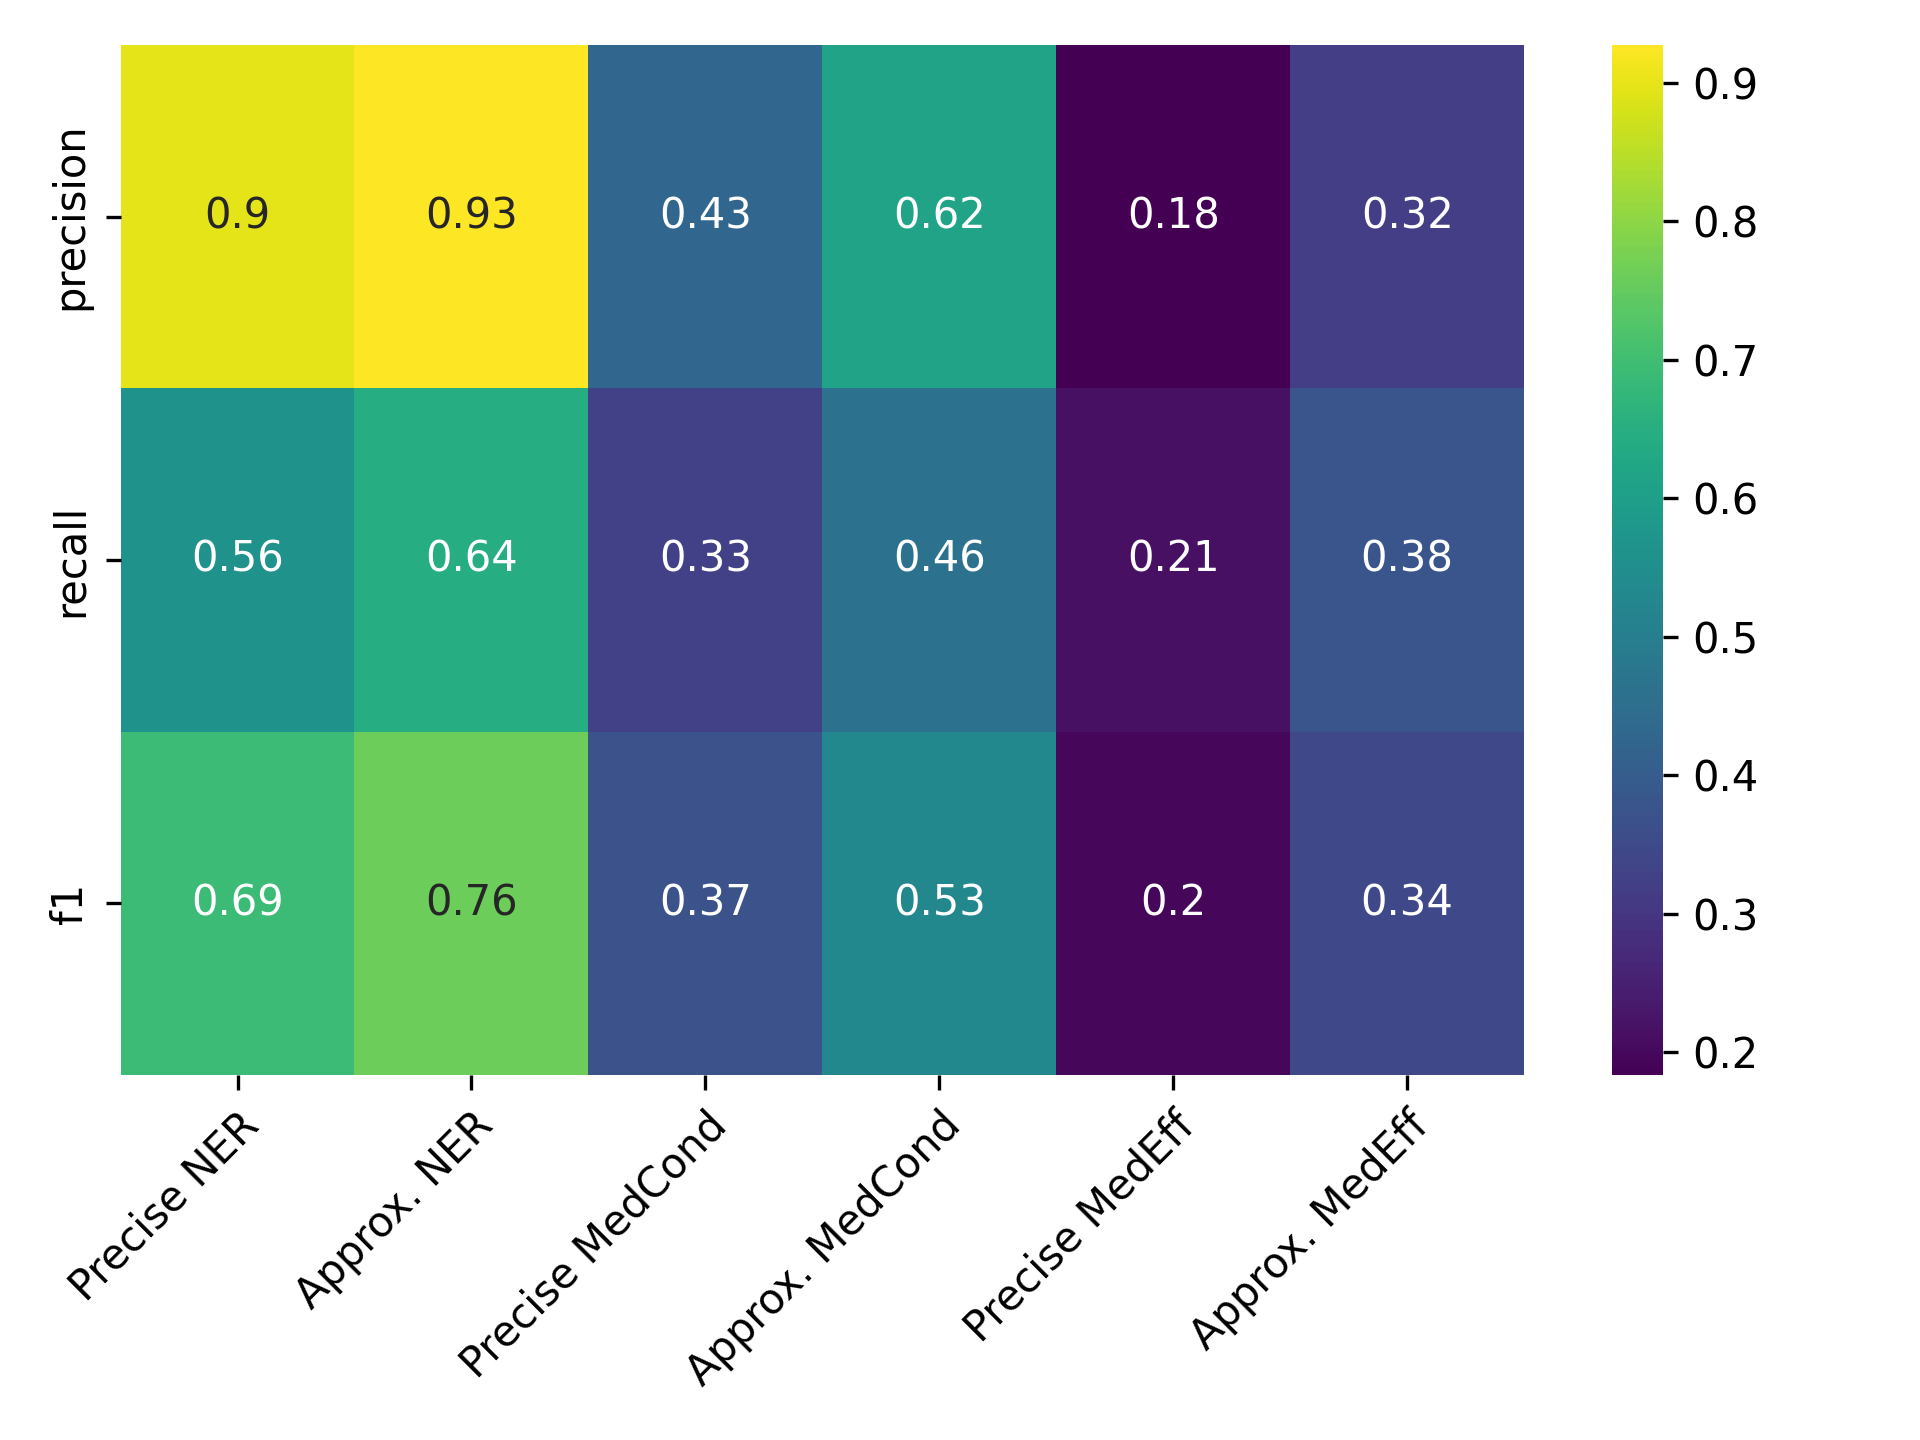 precision
0.9 0.93 0.43 0.62 0.18 0.32
recall
0.56 0.64 0.33 0.46 0.21 0.38
f1
0.69 0.76 0.37 0.53 0.2 0.34
Precise NER
Approx. NER
Precise MedCond
Approx. MedCond
Precise MedEff
Approx. MedEff
0.9
0.8
0.7
0.6
0.5
0.4
0.3
0.2